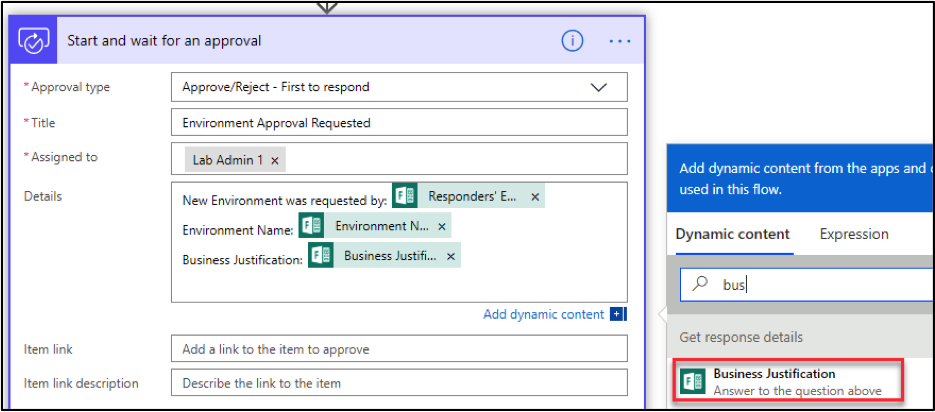 Start and wait for an approval
* Approval type
Approve/Reject - First to respond
* Title
Environment Approval Requested
* Assigned to
Lab Admin 1 ×
Details
New Environment was requested by: Responders' E... ×
Environment Name: Environment N... ×
Business Justification: Business Justifi... ×
Add dynamic content
Item link
Add a link to the item to approve
Item link description
Describe the link to the item
Add dynamic content from the apps and
used in this flow.
Dynamic content Expression
bus
Get response details
Business Justification
Answer to the question above